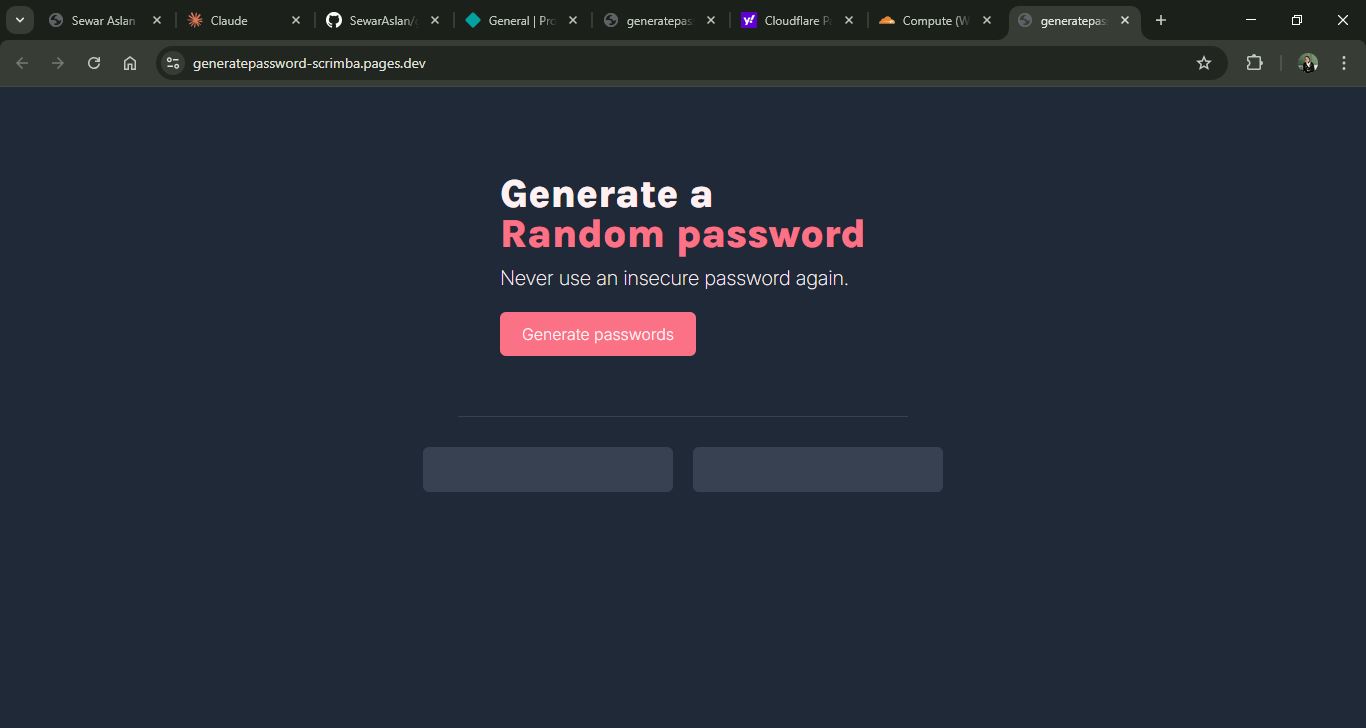 Sewar Aslan
Claude
SewarAslan/
General | Pro
generatepas
Cloudflare P
Compute (W
generatepas
generatepassword-scrimba.pages.dev
Generate a
Random password
Never use an insecure password again.
Generate passwords